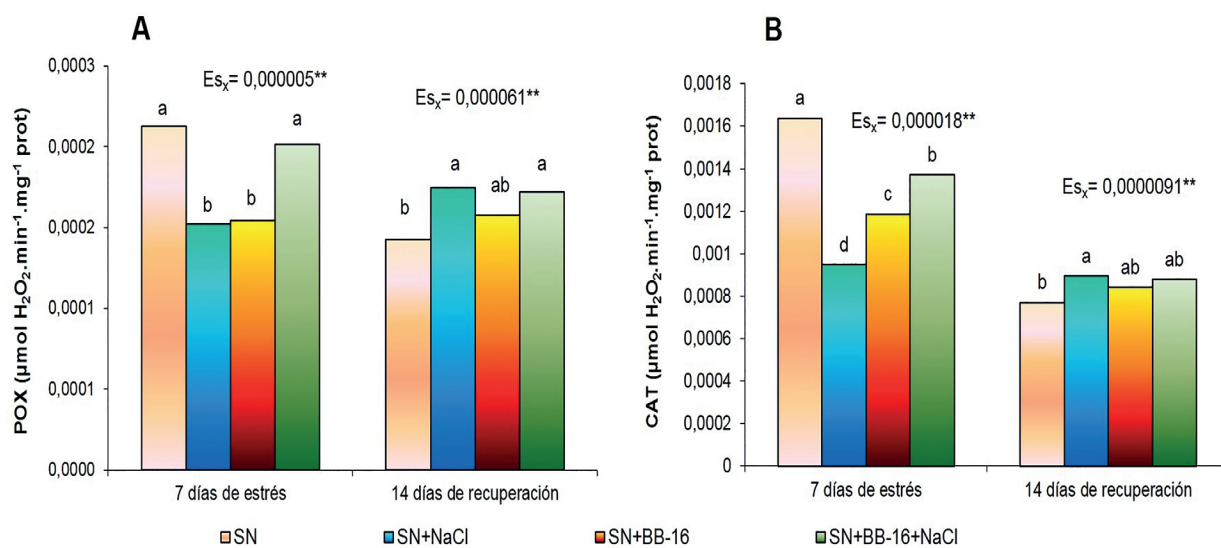 A
POX (µmol H₂O₂.min⁻¹.mg⁻¹ prot)
0,0003
0,0002
0,0002
0,0001
0,0001
0,0000
Esₓ= 0,000005**
Esₓ= 0,000061**
a
b
b
a
b
a
ab
a
7 días de estrés
14 días de recuperación
B
CAT (µmol H₂O₂.min⁻¹.mg⁻¹ prot)
0,0018
0,0016
0,0014
0,0012
0,001
0,0008
0,0006
0,0004
0,0002
0
Esₓ= 0,000018**
Esₓ= 0,0000091**
a
d
c
b
b
a
ab
ab
7 días de estrés
14 días de recuperación
SN
SN+NaCl
SN+BB-16
SN+BB-16+NaCl